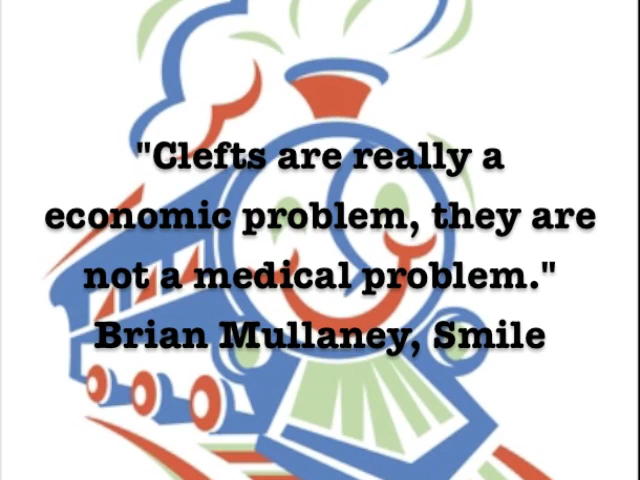 "Clefts are really a
economic problem, they are
not a medical problem."
Brian Mullaney, Smile